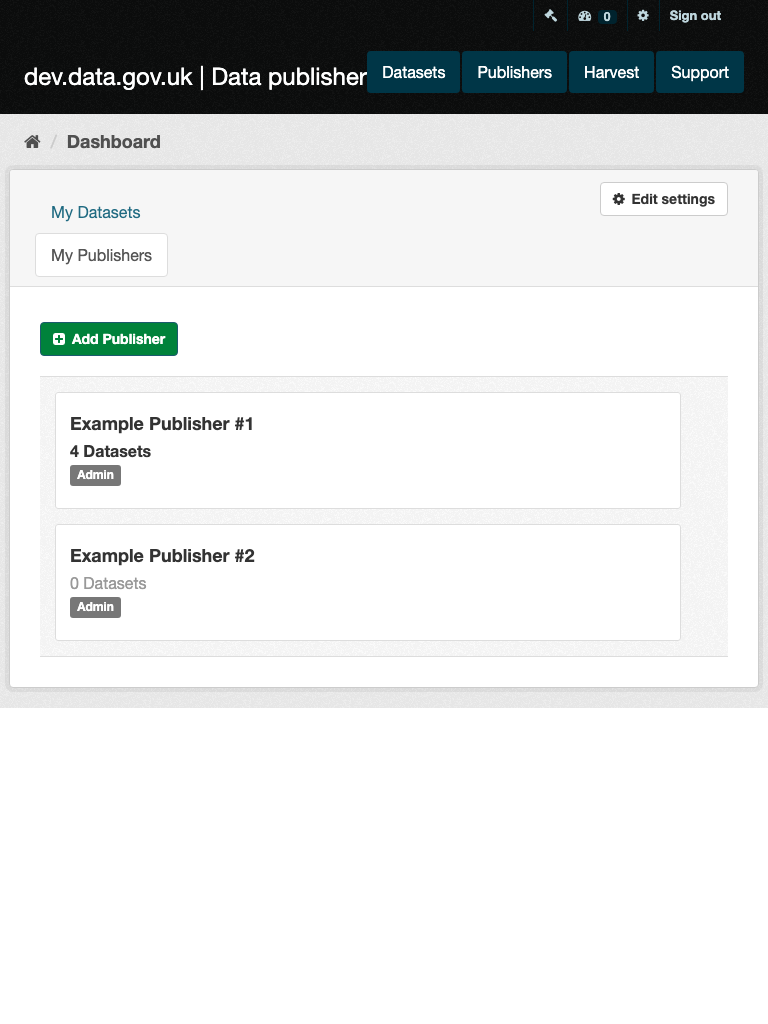 0 Sign out
dev.data.gov.uk | Data publisher Datasets Publishers Harvest Support
/ Dashboard
Edit settings
My Datasets
My Publishers
Add Publisher
Example Publisher #1
4 Datasets
Admin
Example Publisher #2
0 Datasets
Admin